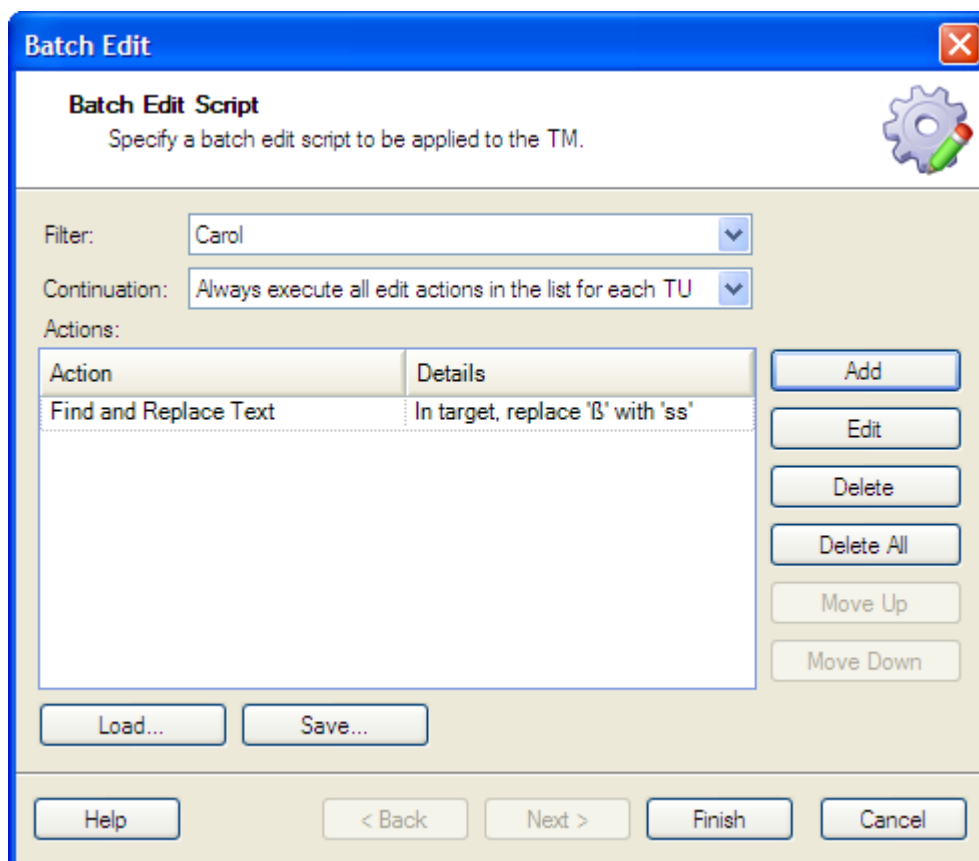 Batch Edit
Batch Edit Script
Specify a batch edit script to be applied to the TM.
Filter: Carol
Continuation: Always execute all edit actions in the list for each TU
Actions:
Action Details
Find and Replace Text In target, replace 'ß' with 'ss'
Add
Edit
Delete
Delete All
Move Up
Move Down
Load... Save...
Help < Back Next > Finish Cancel